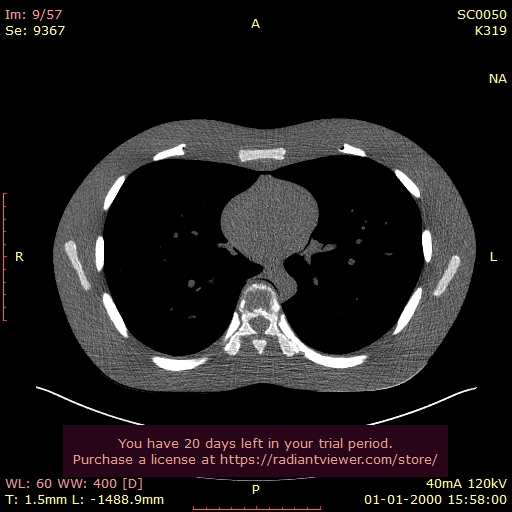 Im: 9/57
Se: 9367
A
SC0050
K319
NA
R
L
You have 20 days left in your trial period.
Purchase a license at https://radiantviewer.com/store/
WL: 60 WW: 400 [D]
T: 1.5mm L: -1488.9mm
P
40mA 120kV
01-01-2000 15:58:00